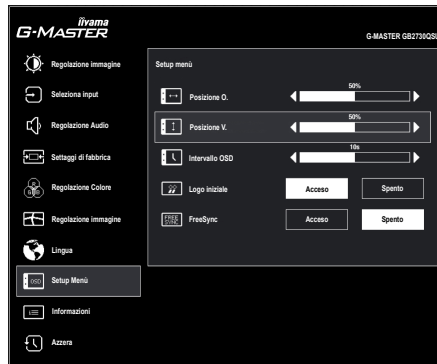 iiyama
G-MASTER
G-MASTER GB2730QSU
Regolazione immagine
Seleziona input
Regolazione Audio
Settaggi di fabbrica
Regolazione Colore
Regolazione immagine
Lingua
OSD Setup Menù
Informazioni
Azzera
Setup menù
50%
Posizione O.
50%
Posizione V.
10s
Intervallo OSD
Logo iniziale Acceso Spento
FREE SYNC FreeSync Acceso Spento